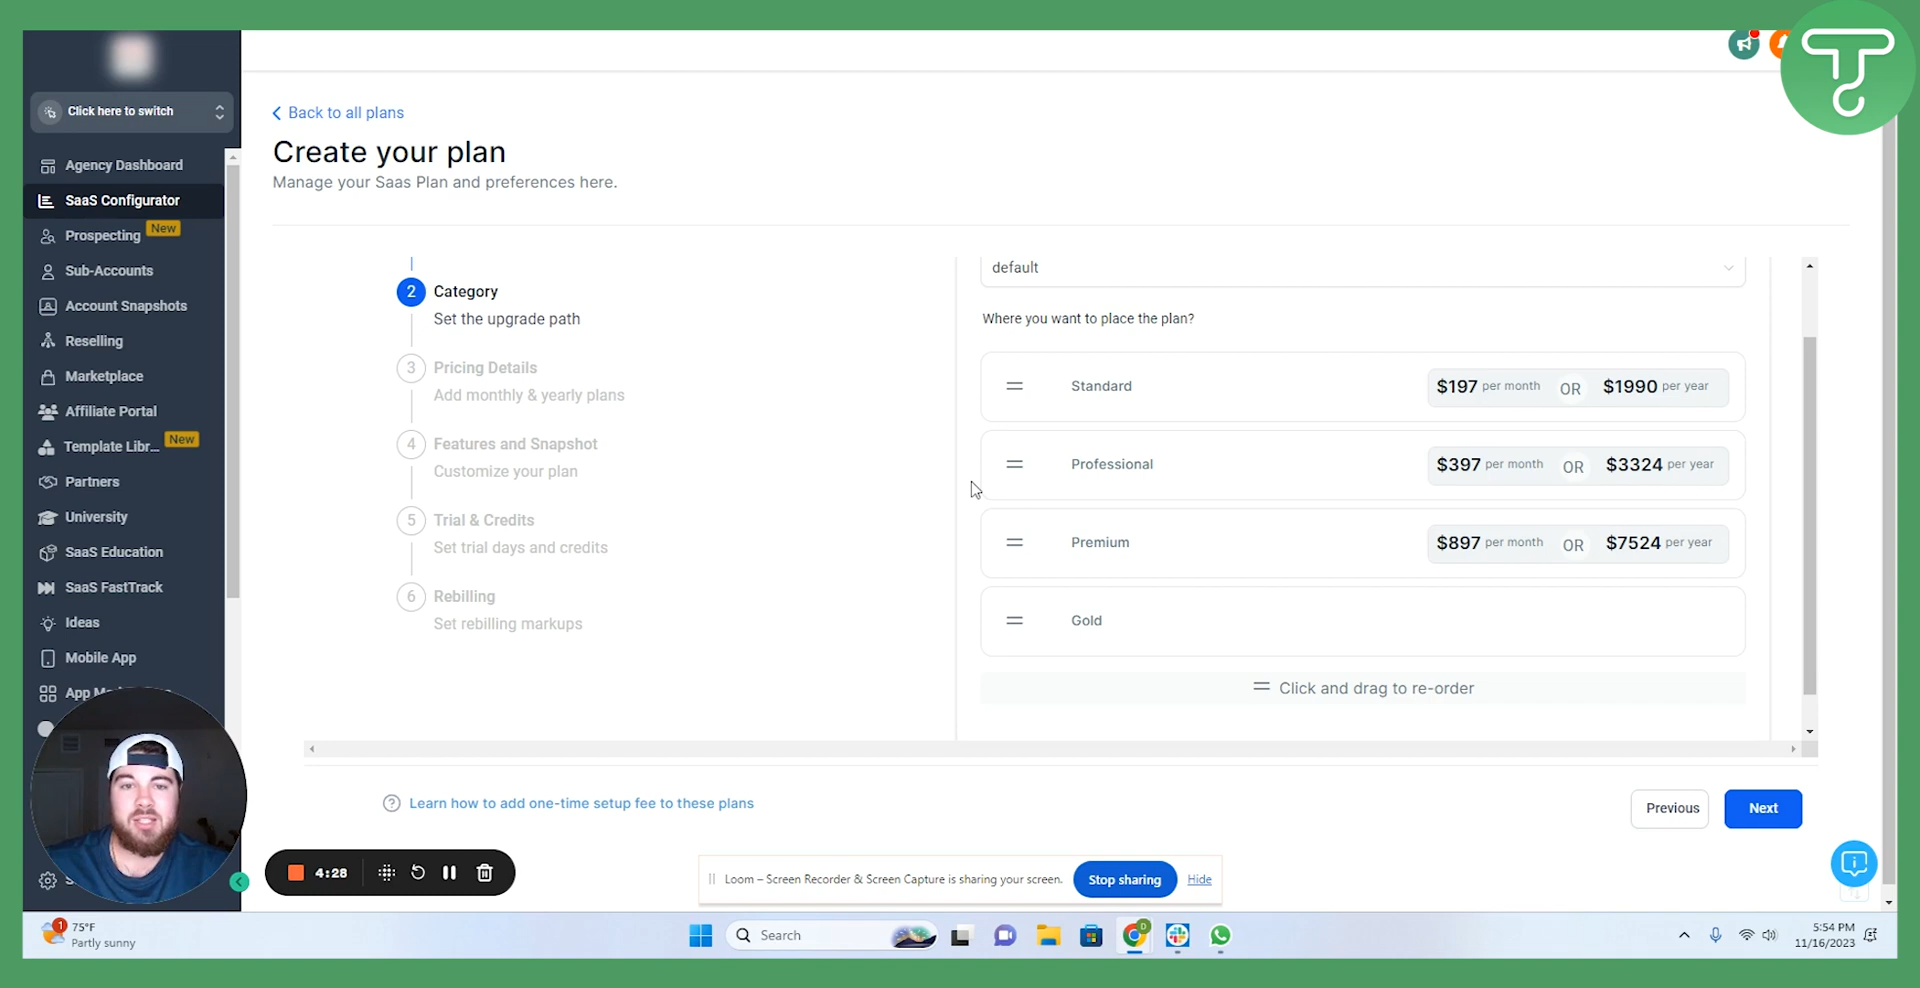 Click here to switch
Agency Dashboard
SaaS Configurator
Prospecting New
Sub-Accounts
Account Snapshots
Reselling
Marketplace
Affiliate Portal
Template Libr... New
Partners
University
SaaS Education
SaaS FastTrack
Ideas
Mobile App
Back to all plans
Create your plan
Manage your Saas Plan and preferences here.
2 Category
Set the upgrade path
3 Pricing Details
Add monthly & yearly plans
4 Features and Snapshot
Customize your plan
5 Trial & Credits
Set trial days and credits
6 Rebilling
Set rebilling markups
default
Where you want to place the plan?
Standard $197 per month OR $1990 per year
Professional $397 per month OR $3324 per year
Premium $897 per month OR $7524 per year
Gold
Click and drag to re-order
Learn how to add one-time setup fee to these plans
Previous
Next
4:28
Loom – Screen Recorder & Screen Capture is sharing your screen. Stop sharing Hide
1
75°F
Partly sunny
Search
D
5:54 PM
11/16/2023